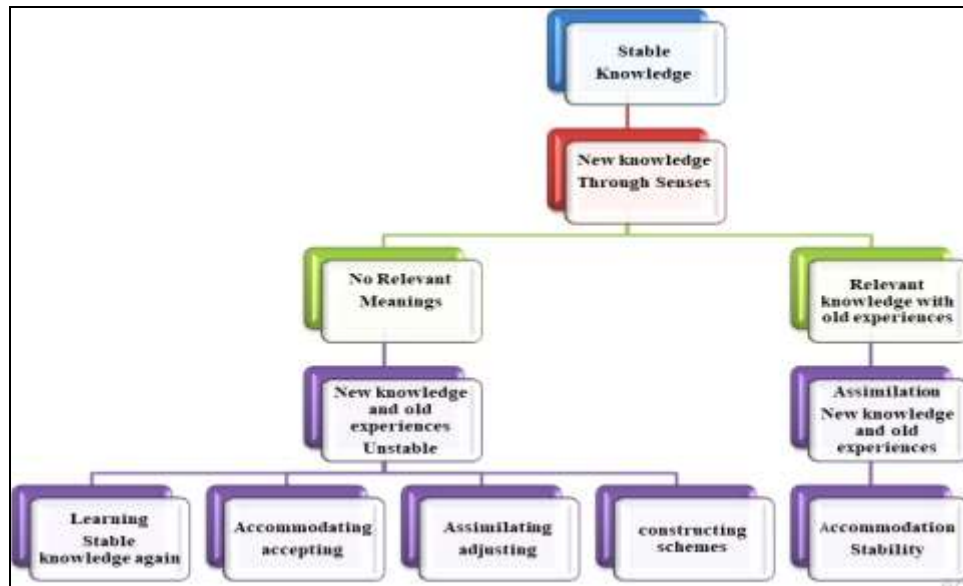 Stable
Knowledge
New knowledge
Through Senses
No Relevant
Meanings
Relevant
knowledge with
old experiences
New knowledge
and old
experiences
Unstable
Assimilation
New knowledge
and old
experiences
Learning
Stable
knowledge again
Accommodating
accepting
Assimilating
adjusting
constructing
schemes
Accommodation
Stability